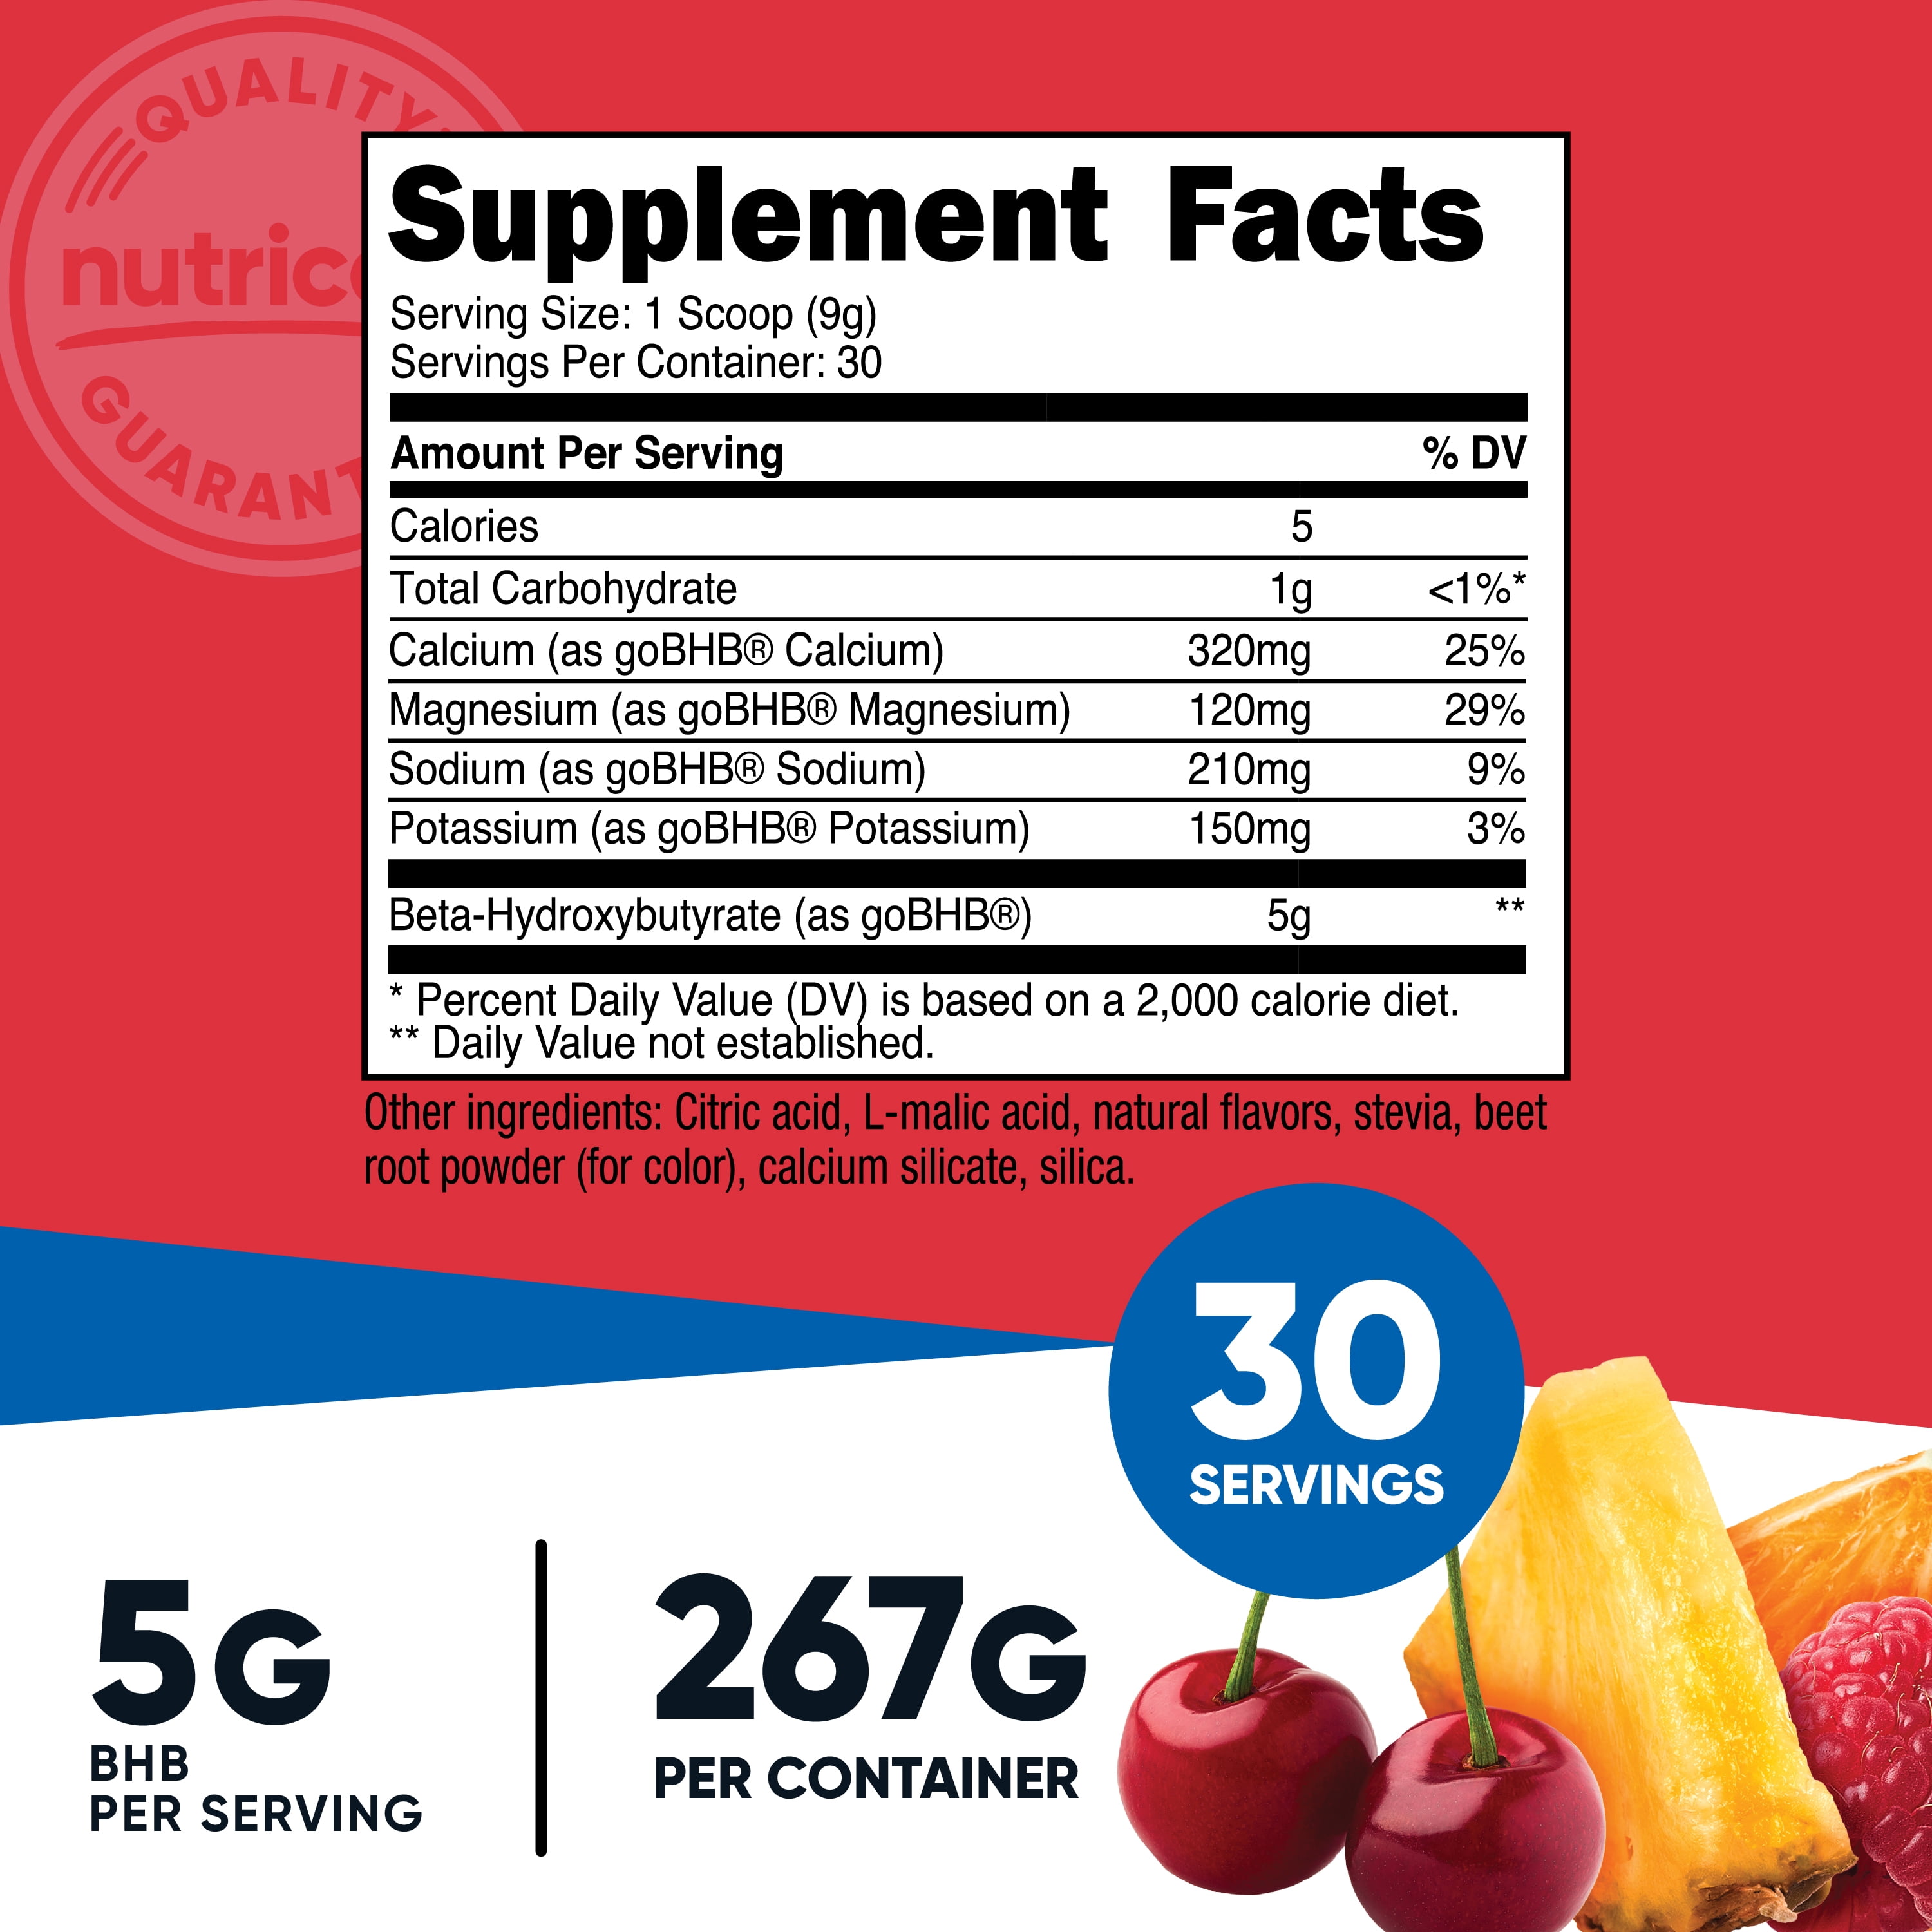 QUALITY
nutric
GUARANT
Supplement Facts
Serving Size: 1 Scoop (9g)
Servings Per Container: 30
Amount Per Serving % DV
Calories 5
Total Carbohydrate 1g <1%*
Calcium (as goBHB® Calcium) 320mg 25%
Magnesium (as goBHB® Magnesium) 120mg 29%
Sodium (as goBHB® Sodium) 210mg 9%
Potassium (as goBHB® Potassium) 150mg 3%
Beta-Hydroxybutyrate (as goBHB®) 5g **
* Percent Daily Value (DV) is based on a 2,000 calorie diet.
** Daily Value not established.
Other ingredients: Citric acid, L-malic acid, natural flavors, stevia, beet
root powder (for color), calcium silicate, silica.
30
SERVINGS
5G
BHB
PER SERVING
267G
PER CONTAINER